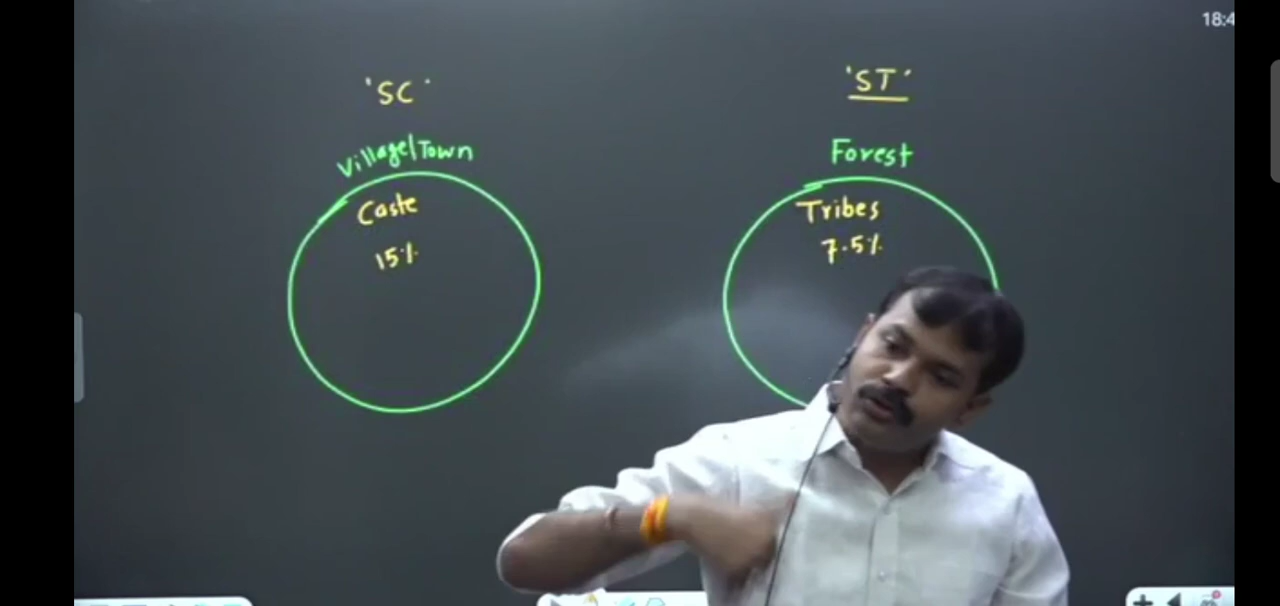 18:4
'SC'
Village/Town
Caste
15%
'ST'
Forest
Tribes
7.5%